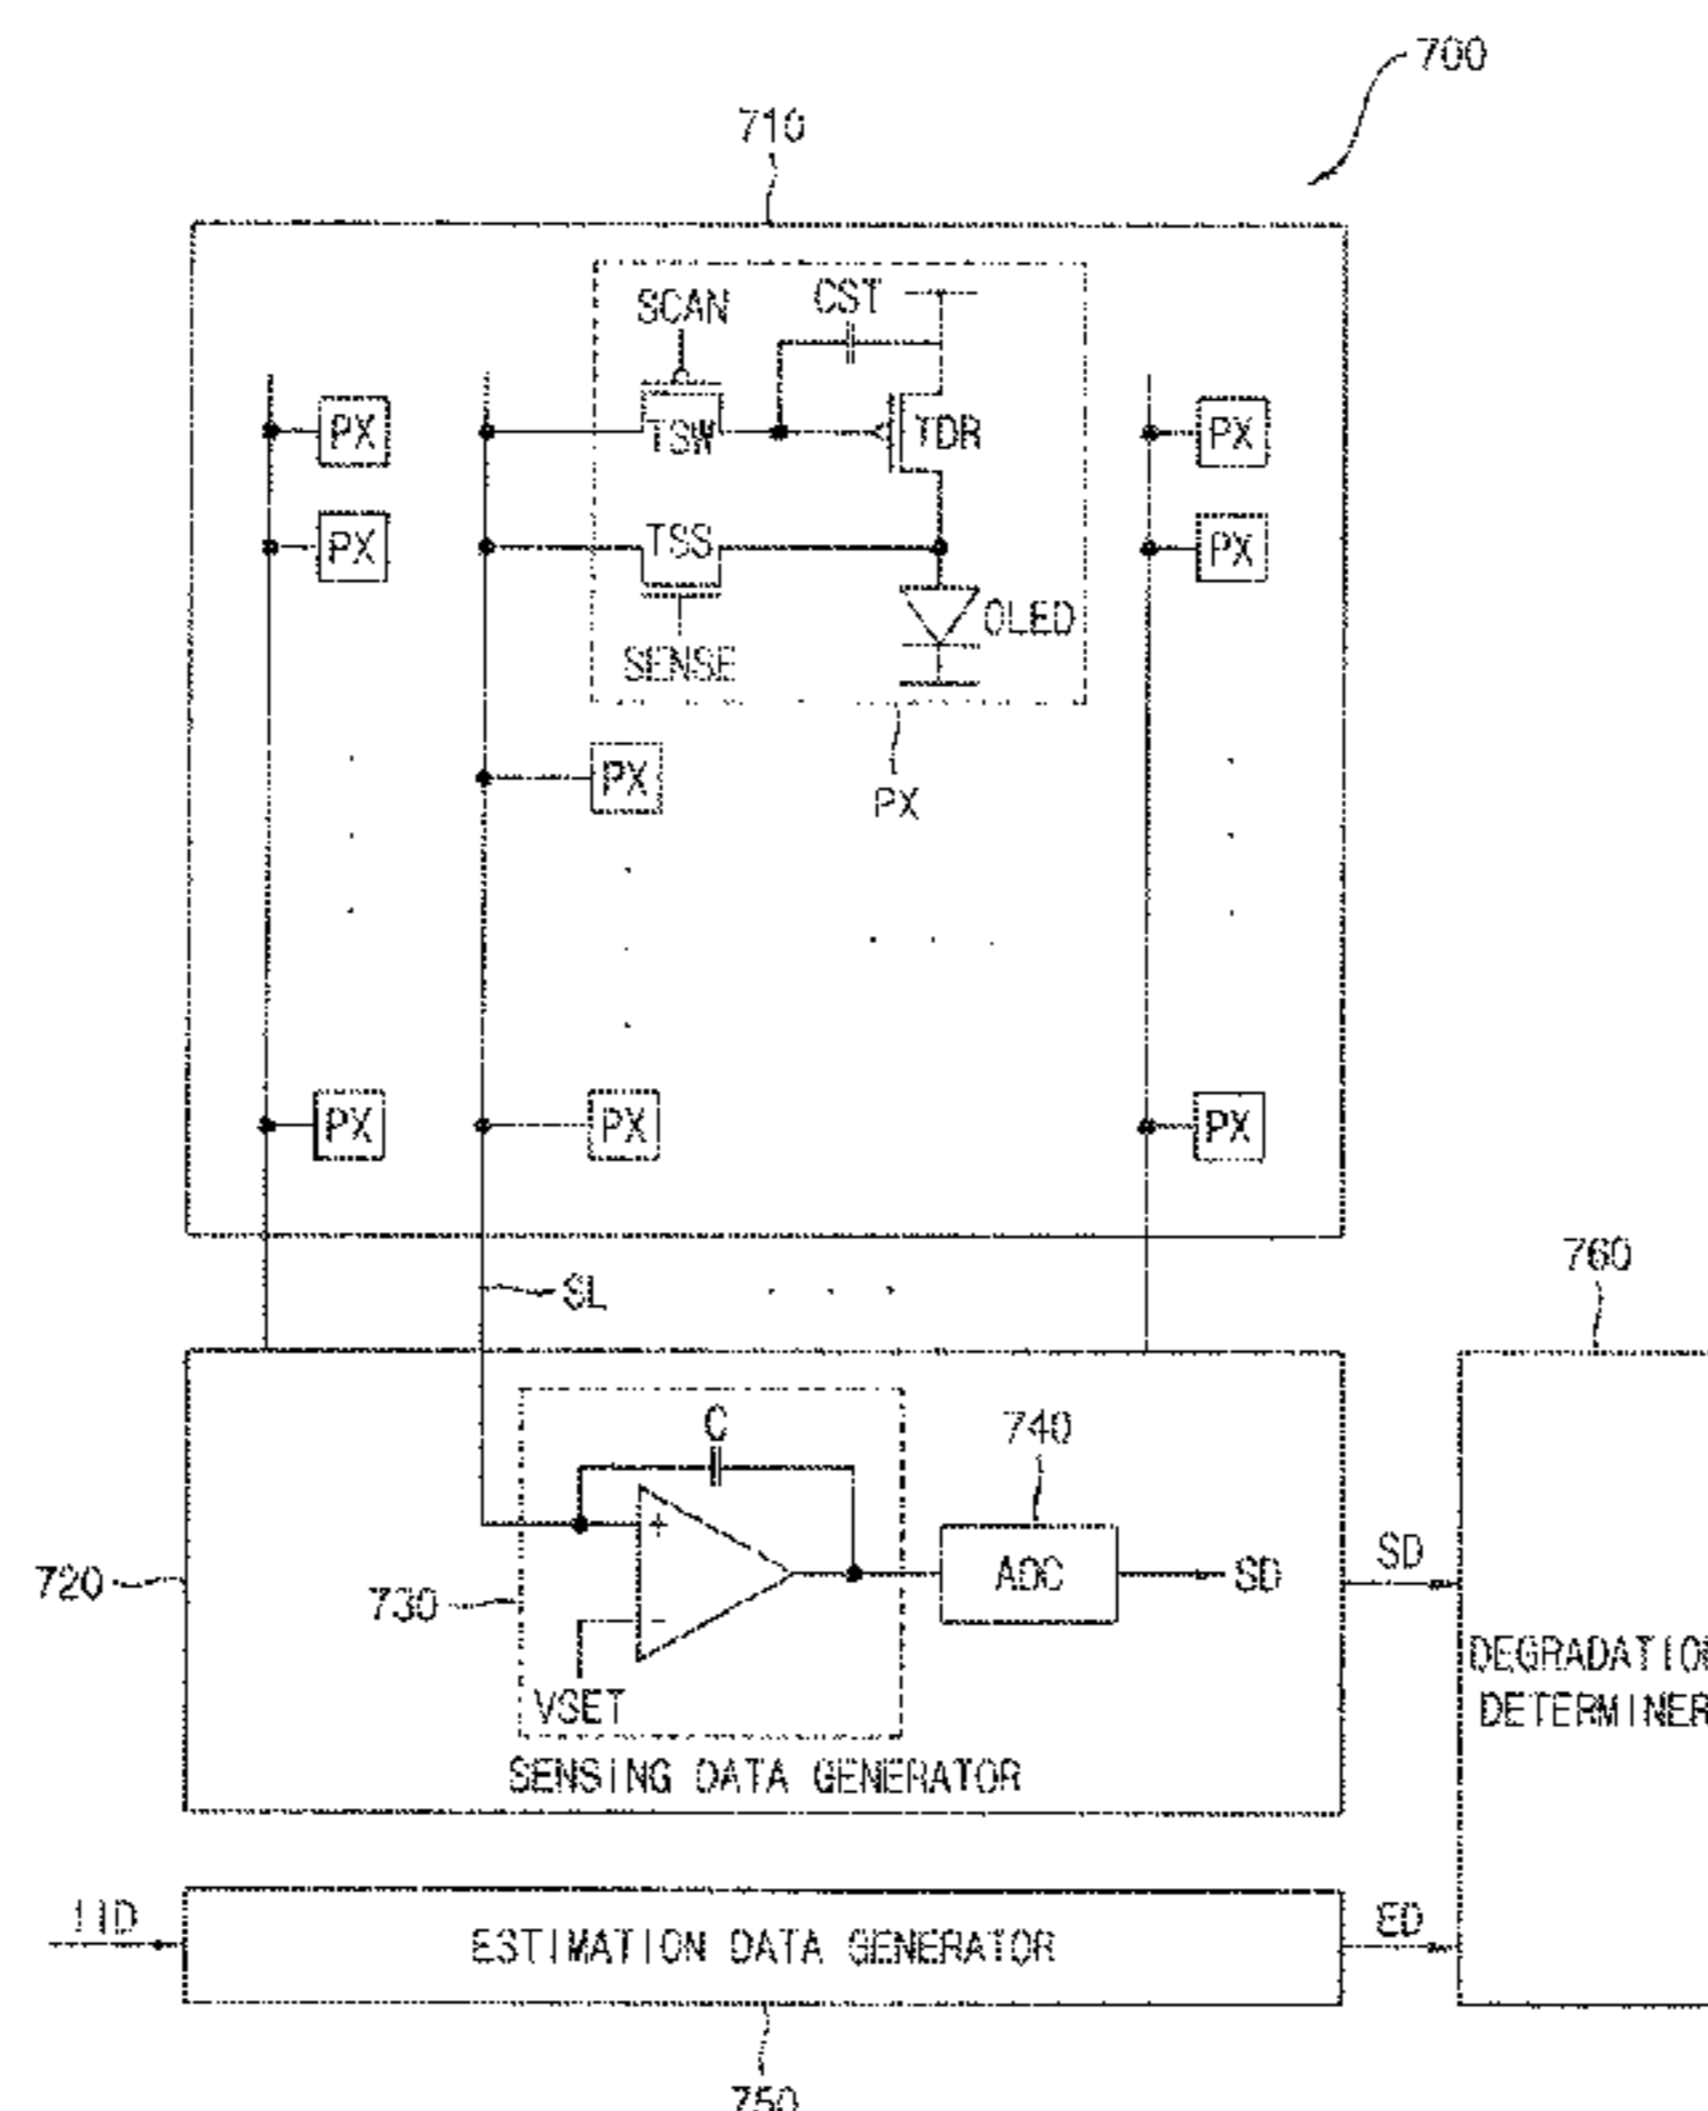 700
710
SCAN
CST
PX
TSW
TDR
PX
PX
TSS
PX
OLED
SENSE
PX
PX
PX
PX
PX
760
SL
C
740
720
730
+
ADC
SD
SD
-
VSET
DEGRADATIO
DETERMINER
SENSING DATA GENERATOR
IID
ESTIMATION DATA GENERATOR
ED
750